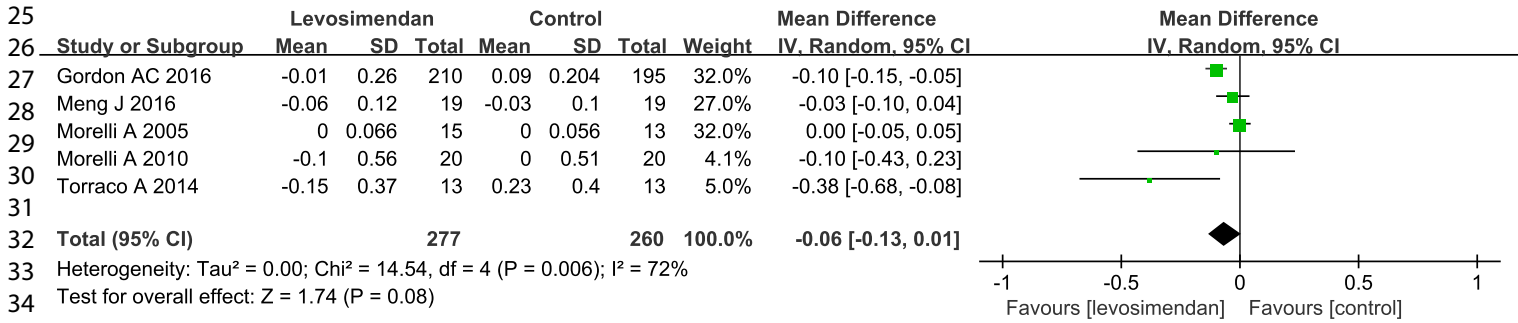 25 Levosimendan Control Mean Difference Mean Difference
26 Study or Subgroup Mean SD Total Mean SD Total Weight IV, Random, 95% CI IV, Random, 95% CI
27 Gordon AC 2016 -0.01 0.26 210 0.09 0.204 195 32.0% -0.10 [-0.15, -0.05]
28 Meng J 2016 -0.06 0.12 19 -0.03 0.1 19 27.0% -0.03 [-0.10, 0.04]
29 Morelli A 2005 0 0.066 15 0 0.056 13 32.0% 0.00 [-0.05, 0.05]
30 Morelli A 2010 -0.1 0.56 20 0 0.51 20 4.1% -0.10 [-0.43, 0.23]
31 Torraco A 2014 -0.15 0.37 13 0.23 0.4 13 5.0% -0.38 [-0.68, -0.08]
32 Total (95% CI) 277 260 100.0% -0.06 [-0.13, 0.01]
33 Heterogeneity: Tau² = 0.00; Chi² = 14.54, df = 4 (P = 0.006); I² = 72%
-1 -0.5 0 0.5 1
34 Test for overall effect: Z = 1.74 (P = 0.08)
Favours [levosimendan] Favours [control]